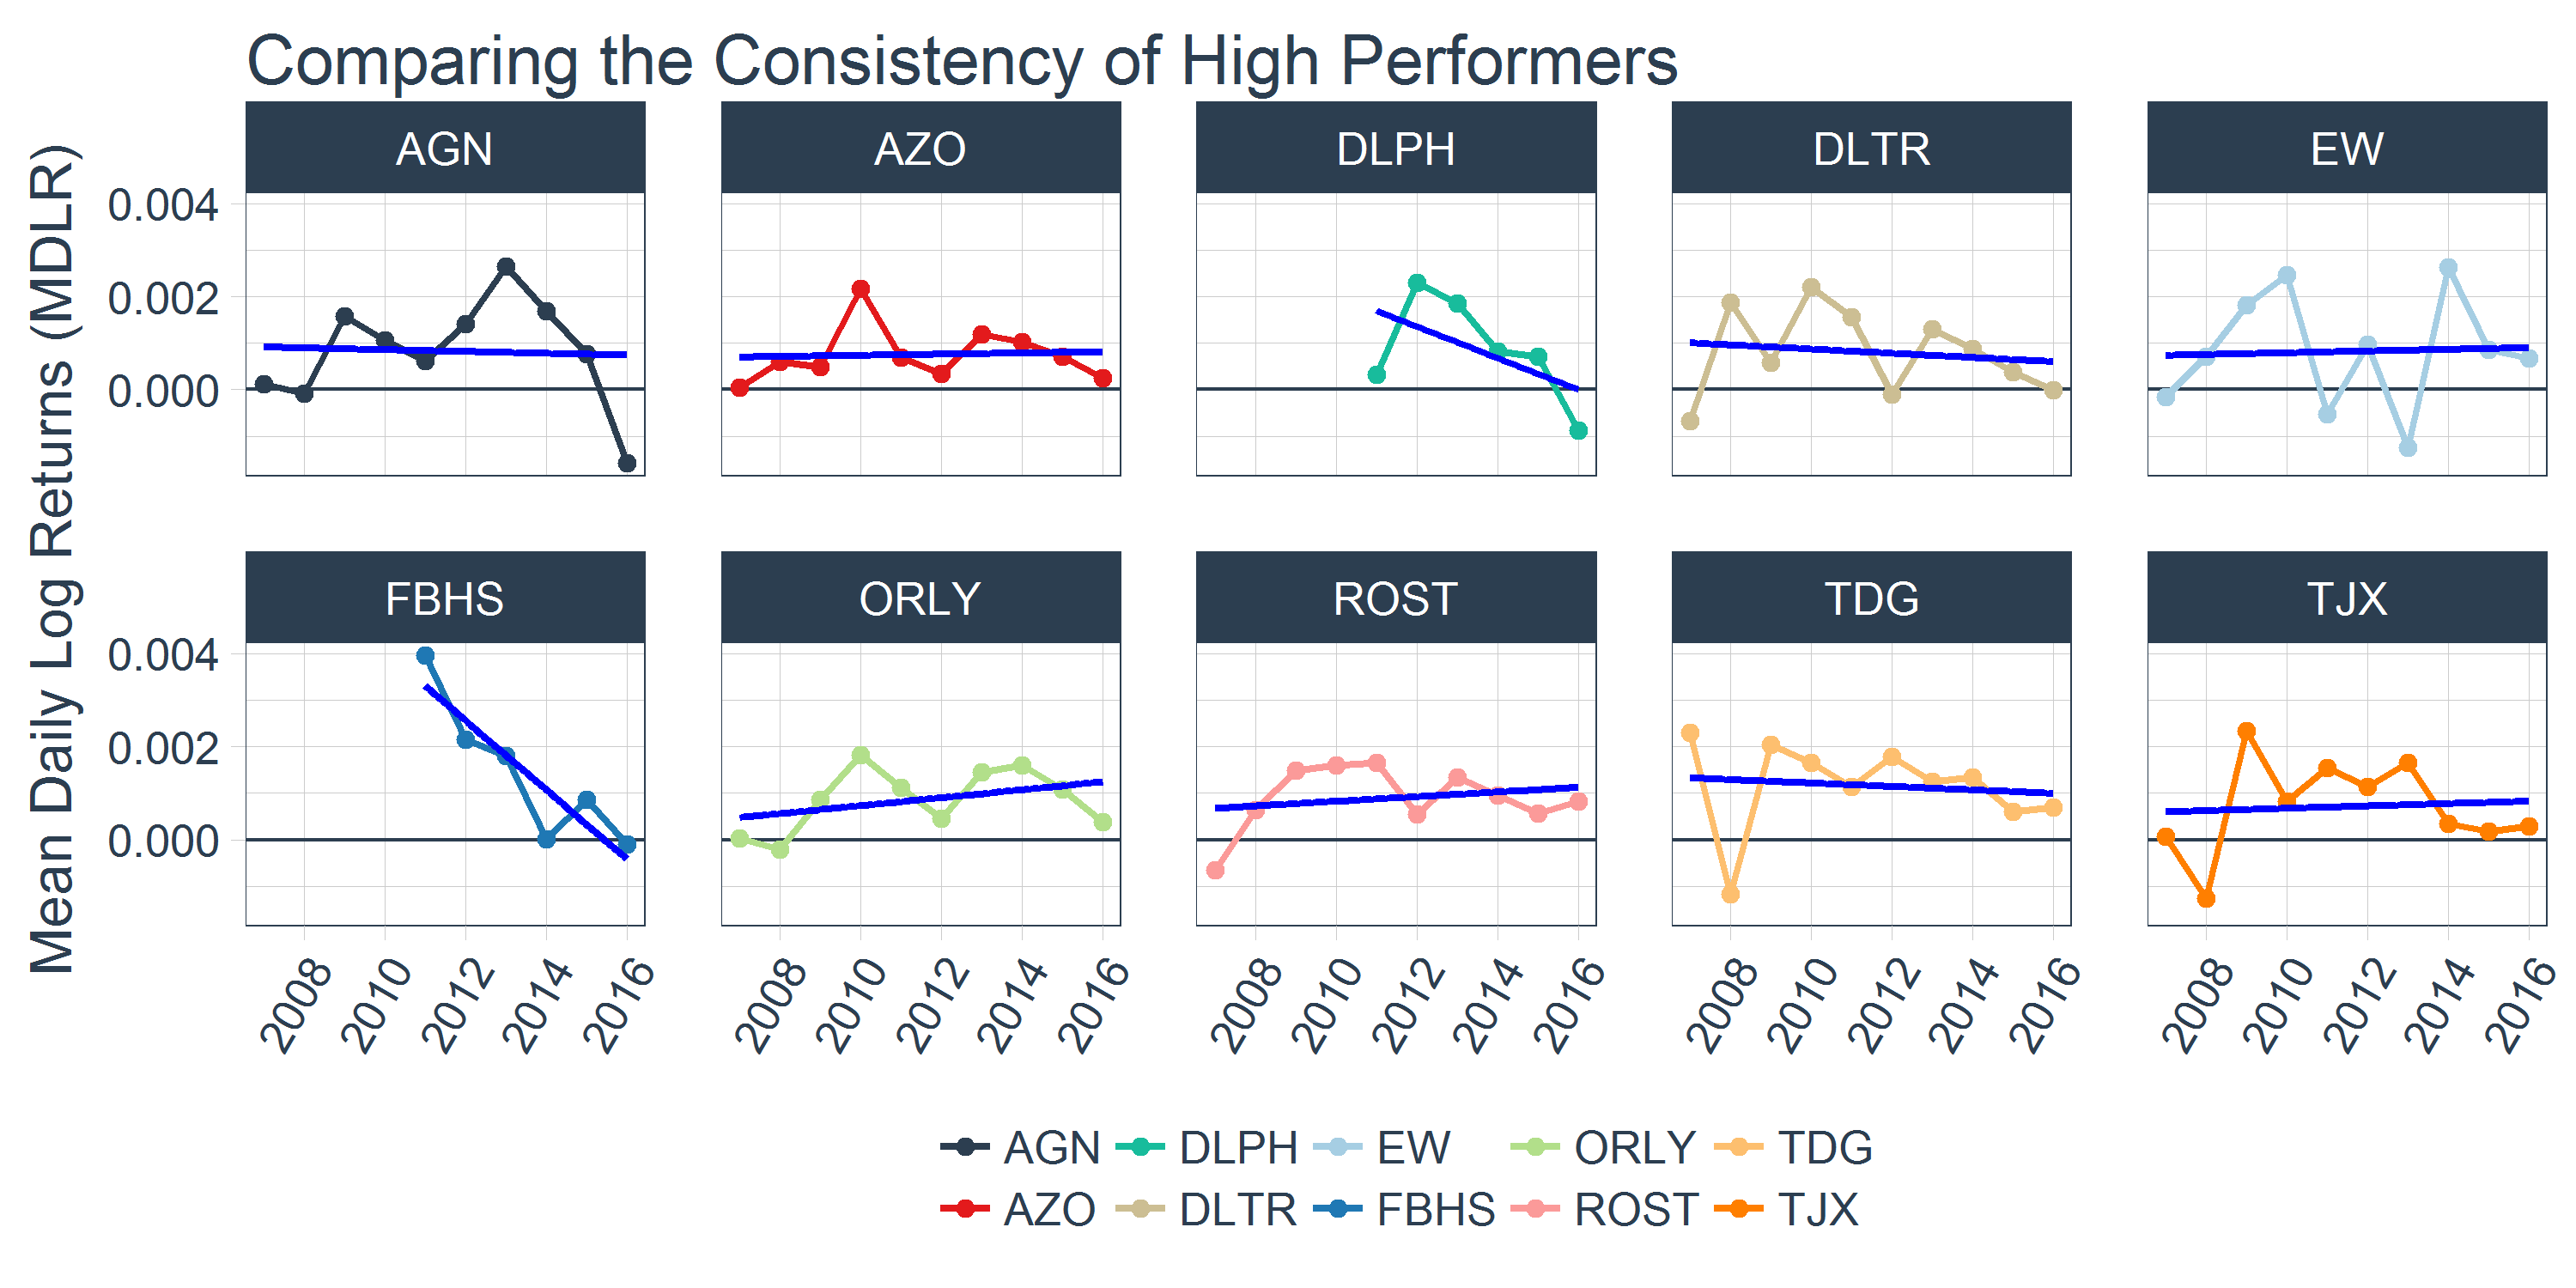 Comparing the Consistency of High Performers
Mean Daily Log Returns (MDLR)
AGN AZO DLPH DLTR EW
0.004
0.002
0.000
FBHS ORLY ROST TDG TJX
0.004
0.002
0.000
2008 2010 2012 2014 2016 2008 2010 2012 2014 2016 2008 2010 2012 2014 2016 2008 2010 2012 2014 2016 2008 2010 2012 2014 2016
AGN DLPH EW ORLY TDG
AZO DLTR FBHS ROST TJX